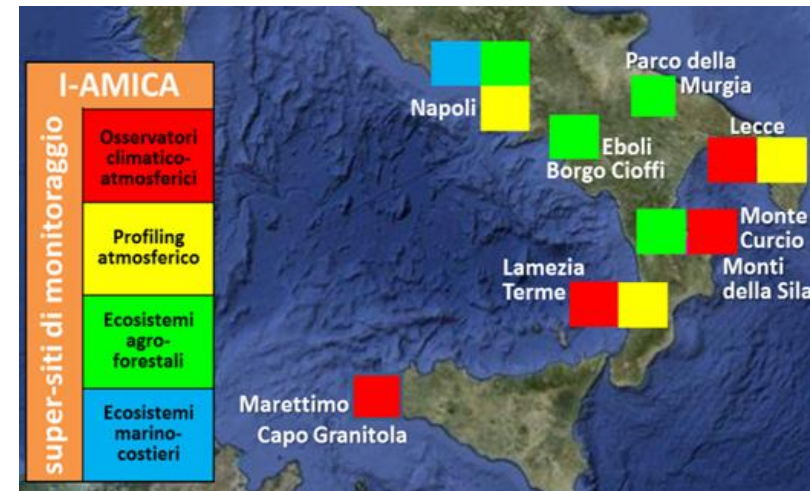 I-AMICA
super-siti di monitoraggio
Osservatori
climatico-
atmosferici
Profiling
atmosferico
Ecosistemi
agro-
forestali
Ecosistemi
marino-
costieri
Napoli
Parco della
Murgia
Eboli
Borgo Cioffi
Lecce
Monte
Curcio
Monti
della Sila
Lamezia
Terme
Marettimo
Capo Granitola